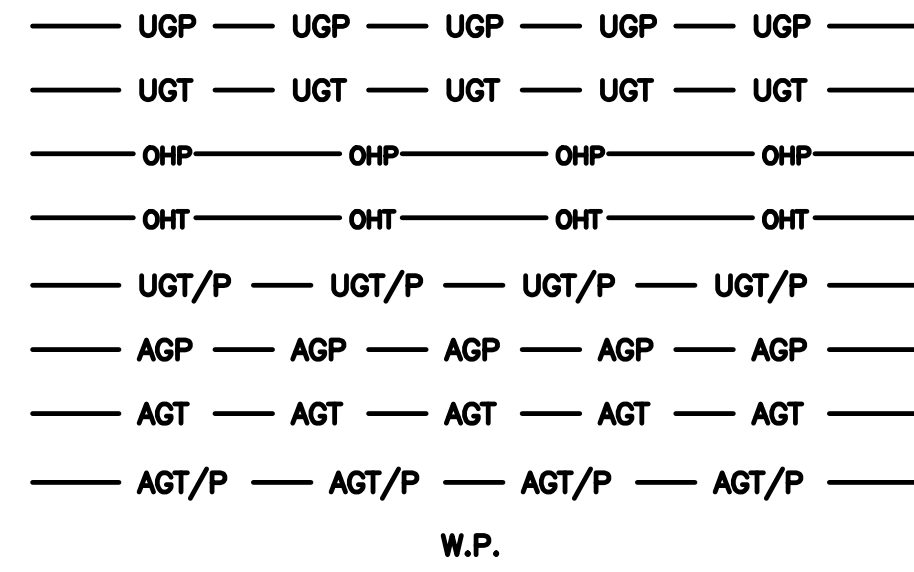 UGP UGP UGP UGP UGP
UGT UGT UGT UGT UGT
OHP OHP OHP OHP
OHT OHT OHT OHT
UGT/P UGT/P UGT/P UGT/P
AGP AGP AGP AGP AGP
AGT AGT AGT AGT AGT
AGT/P AGT/P AGT/P AGT/P
W.P.